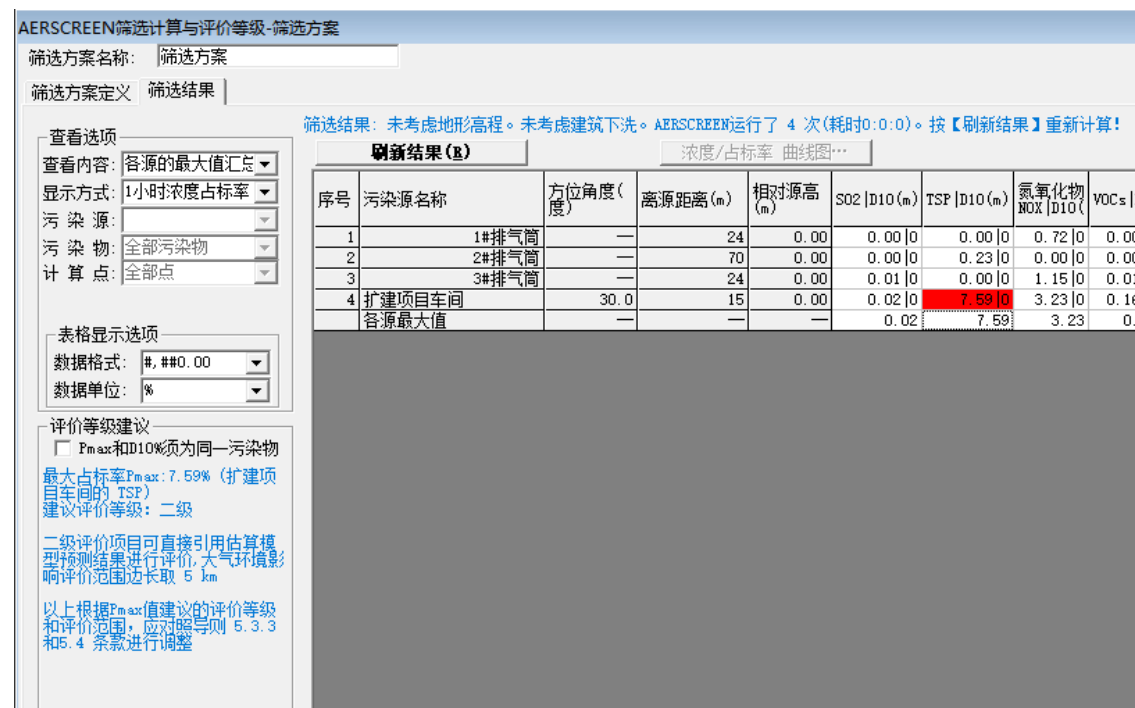 AERSCREEN筛选计算与评价等级-筛选方案
筛选方案名称: 筛选方案
筛选方案定义 筛选结果
筛选结果: 未考虑地形高程。未考虑建筑下洗。AERSCREEN运行了 4 次(耗时0:0:0)。按【刷新结果】重新计算!
刷新结果(R) 浓度/占标率 曲线图…
查看选项
查看内容: 各源的最大值汇总
显示方式: 1小时浓度占标率
污 染 源:
污 染 物: 全部污染物
计 算 点: 全部点
表格显示选项
数据格式: #,##0.00
数据单位: %
评价等级建议
Pmax和D10%须为同一污染物
最大占标率Pmax:7.59% (扩建项
目车间的 TSP)
建议评价等级: 二级
二级评价项目可直接引用估算模
型预测结果进行评价,大气环境影
响评价范围边长取 5 km
以上根据Pmax值建议的评价等级
和评价范围,应对照导则 5.3.3
和5.4 条款进行调整
序号 污染源名称 方位角度(度) 离源距离(m) 相对源高(m) SO2|D10(m) TSP|D10(m) 氮氧化物NOX|D10( VOCs|
1 1#排气筒 — 24 0.00 0.00|0 0.00|0 0.72|0 0.00
2 2#排气筒 — 70 0.00 0.00|0 0.23|0 0.00|0 0.00
3 3#排气筒 — 24 0.00 0.01|0 0.00|0 1.15|0 0.01
4 扩建项目车间 30.0 15 0.00 0.02|0 7.59|0 3.23|0 0.16
各源最大值 — — — 0.02 7.59 3.23 0.